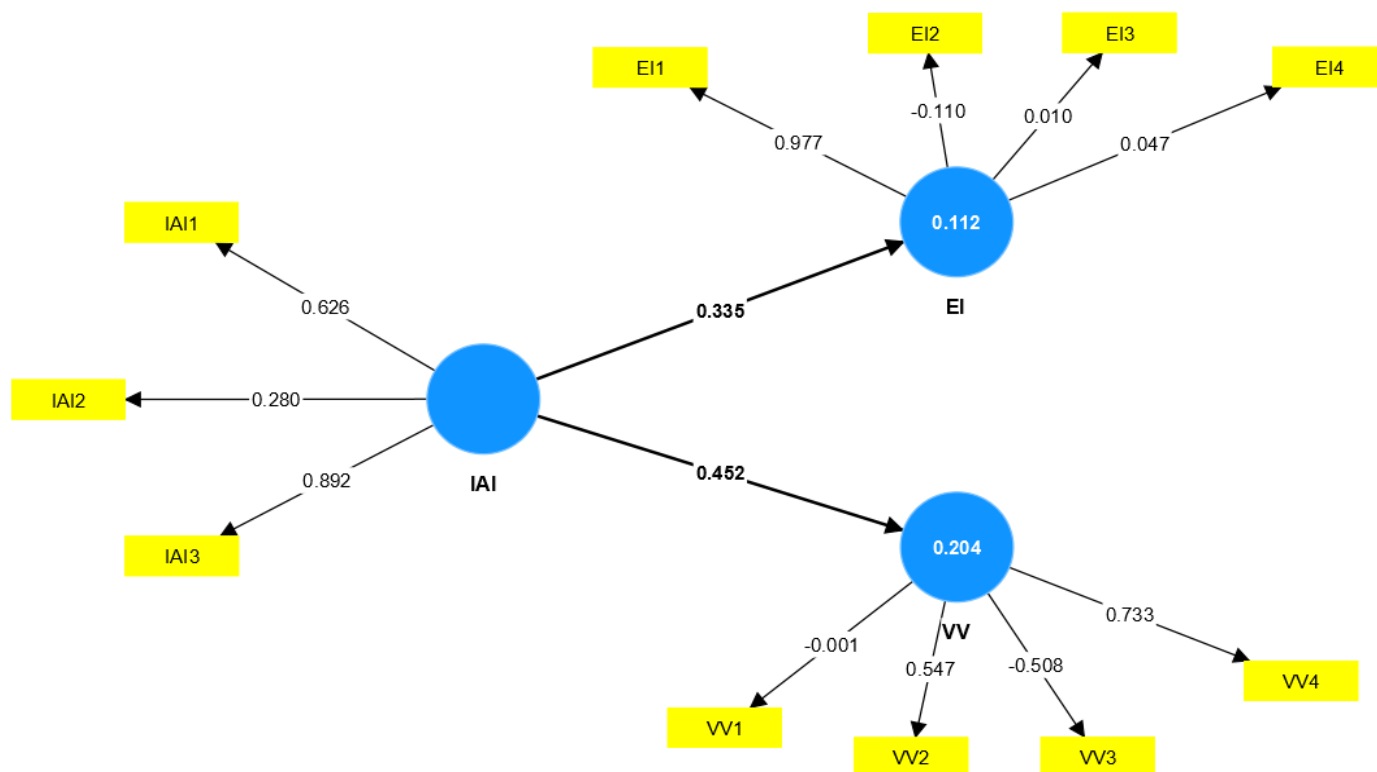 EI2
EI3
EI1
EI4
-0.110
0.010
0.977
0.047
IAI1
0.112
0.626
EI
0.335
IAI2
0.280
0.452
0.892
IAI
IAI3
0.204
0.733
VV
-0.001
0.547
-0.508
VV4
VV1
VV2
VV3